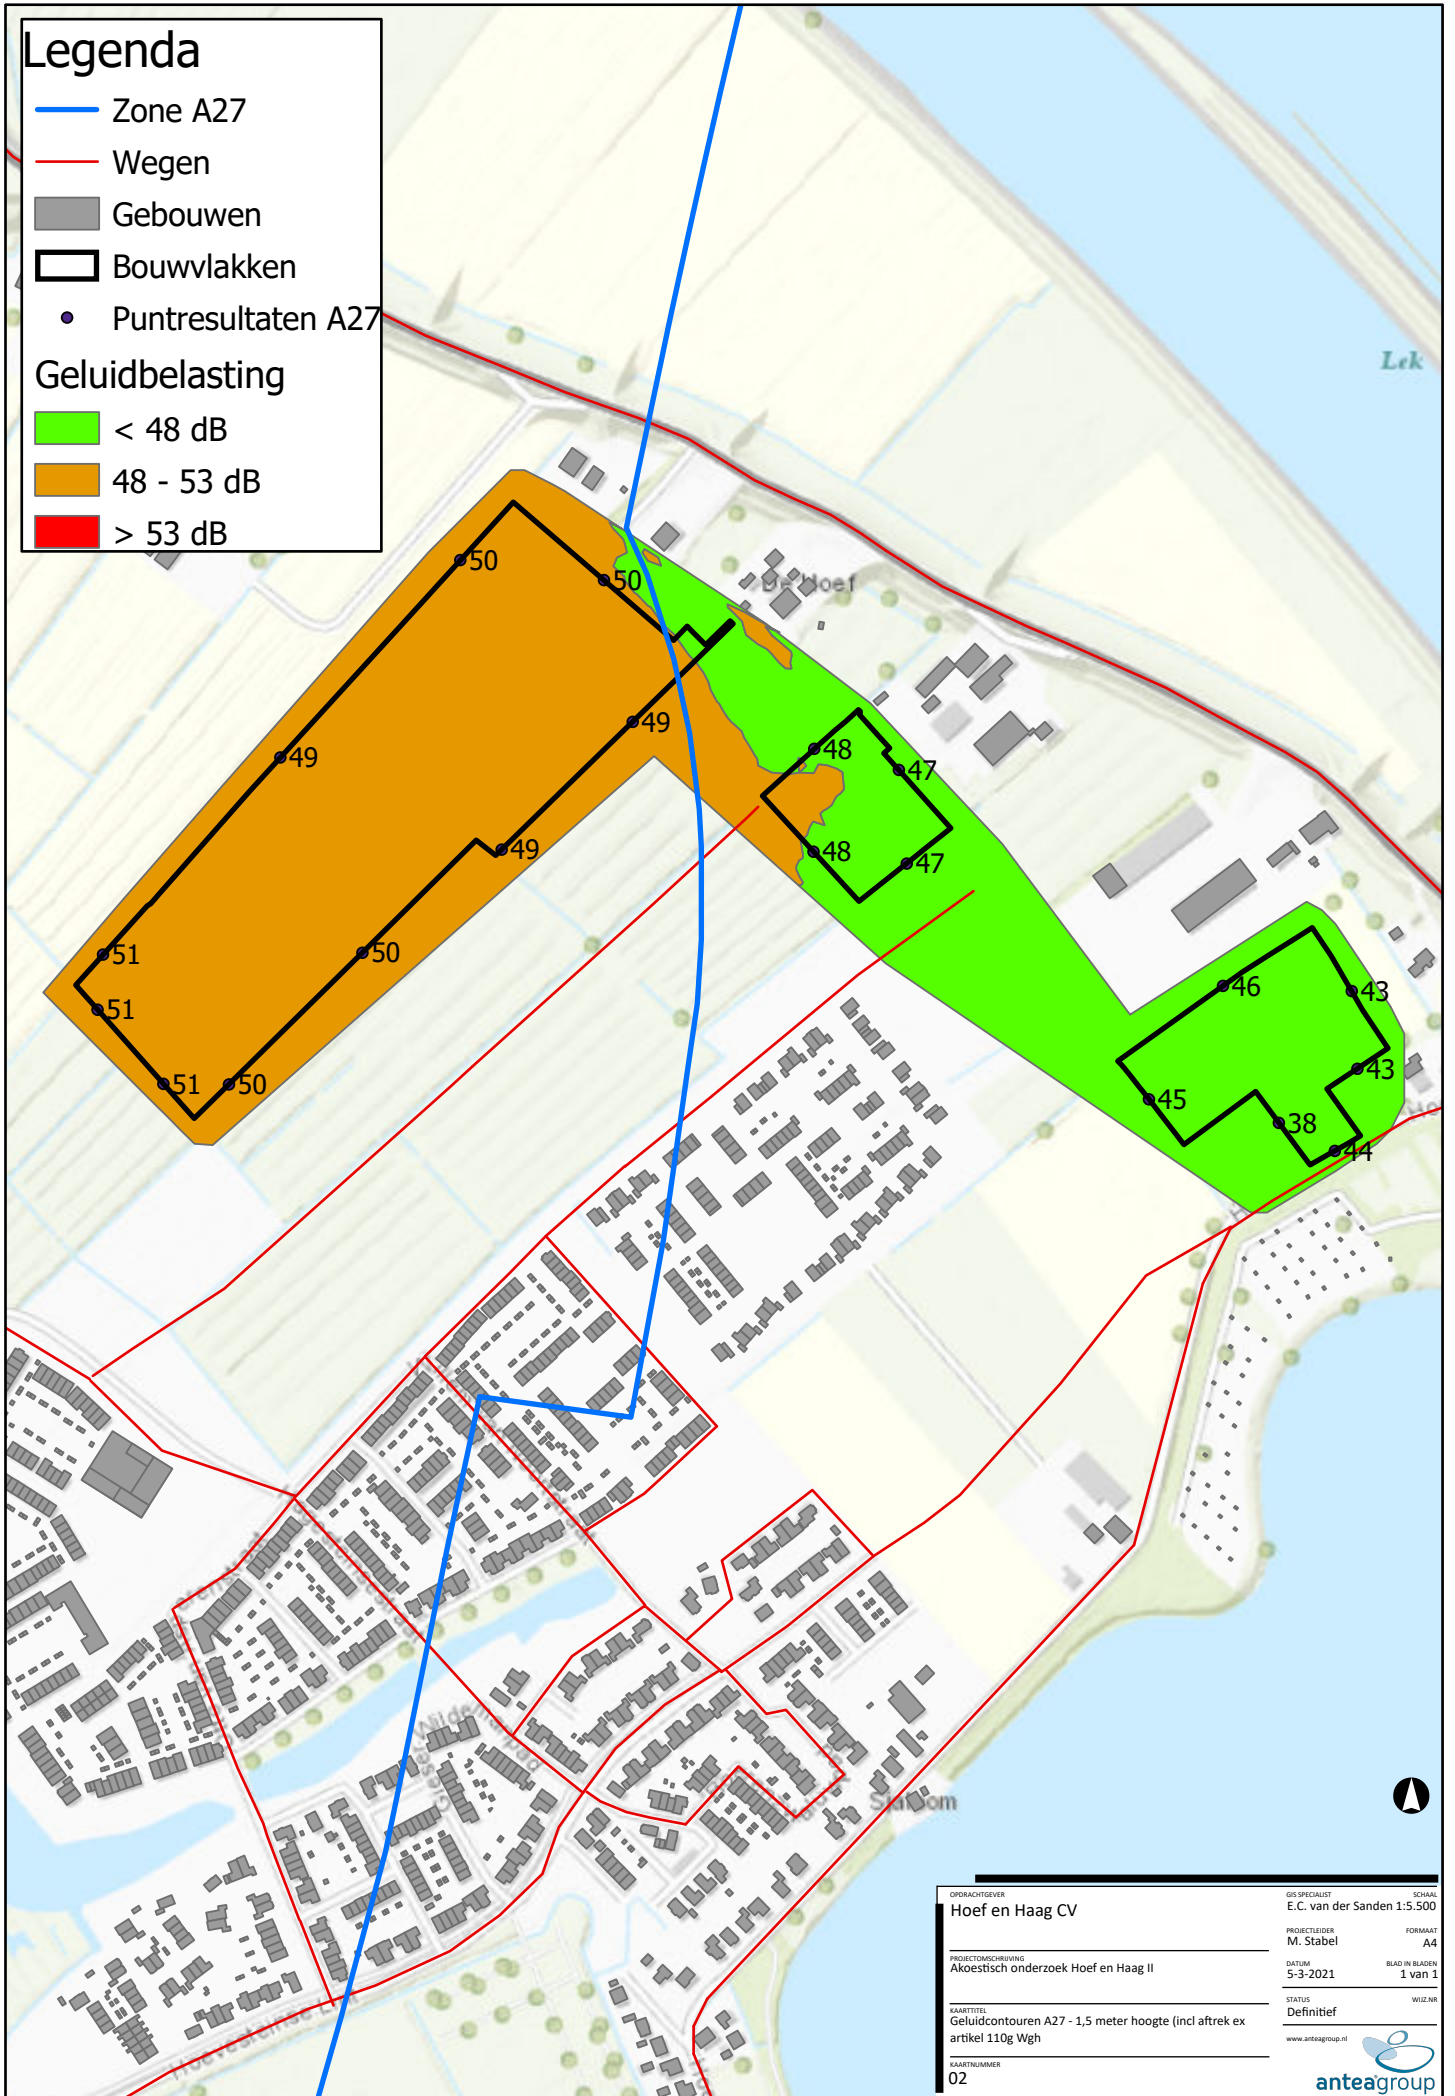 Legenda
Zone A27
Wegen
Gebouwen
Bouwvlakken
Puntresultaten A27
Geluidbelasting
< 48 dB
48 - 53 dB
> 53 dB
Lek
De Hoef
50
50
49
49
48
47
49
48
47
51
50
51
46
43
51
50
45
43
38
44
OPDRACHTGEVER
Hoef en Haag CV
GIS SPECIALIST SCHAAL
E.C. van der Sanden 1:5.500
PROJECTLEIDER FORMAAT
M. Stabel A4
PROJECTOMSCHRIJVING
Akoestisch onderzoek Hoef en Haag II
DATUM BLAD IN BLADEN
5-3-2021 1 van 1
STATUS WIJZ.NR
Definitief
KAARTTITEL
Geluidcontouren A27 - 1,5 meter hoogte (incl aftrek ex
artikel 110g Wgh
www.anteagroup.nl
KAARTNUMMER
02
anteagroup